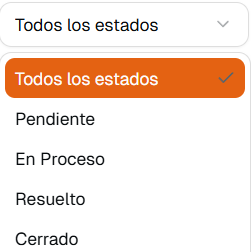 Todos los estados
Todos los estados
Pendiente
En Proceso
Resuelto
Cerrado